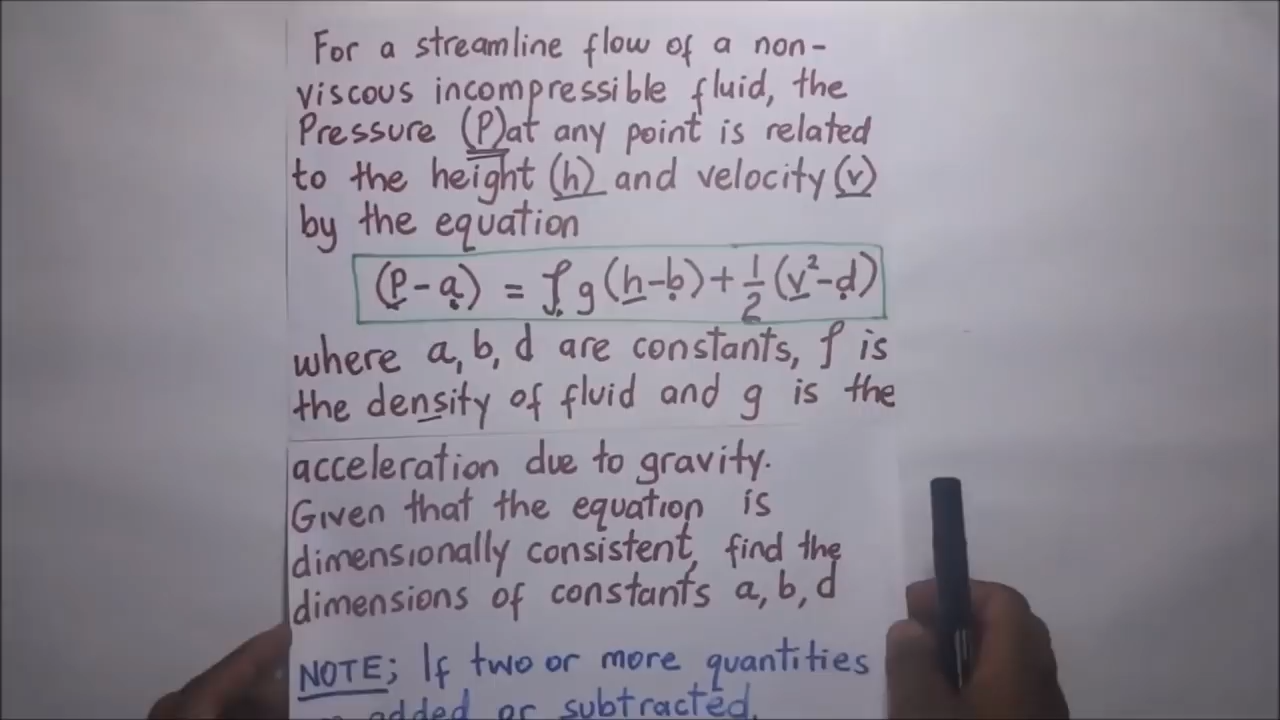 For a streamline flow of a non-
viscous incompressible fluid, the
Pressure (P) at any point is related
to the height (h) and velocity (v)
by the equation
(P-a) = ρg(h-b)+½(v²-d)
where a, b, d are constants, ρ is
the density of fluid and g is the
acceleration due to gravity.
Given that the equation is
dimensionally consistent, find the
dimensions of constants a, b, d
NOTE; If two or more quantities
added or subtracted,